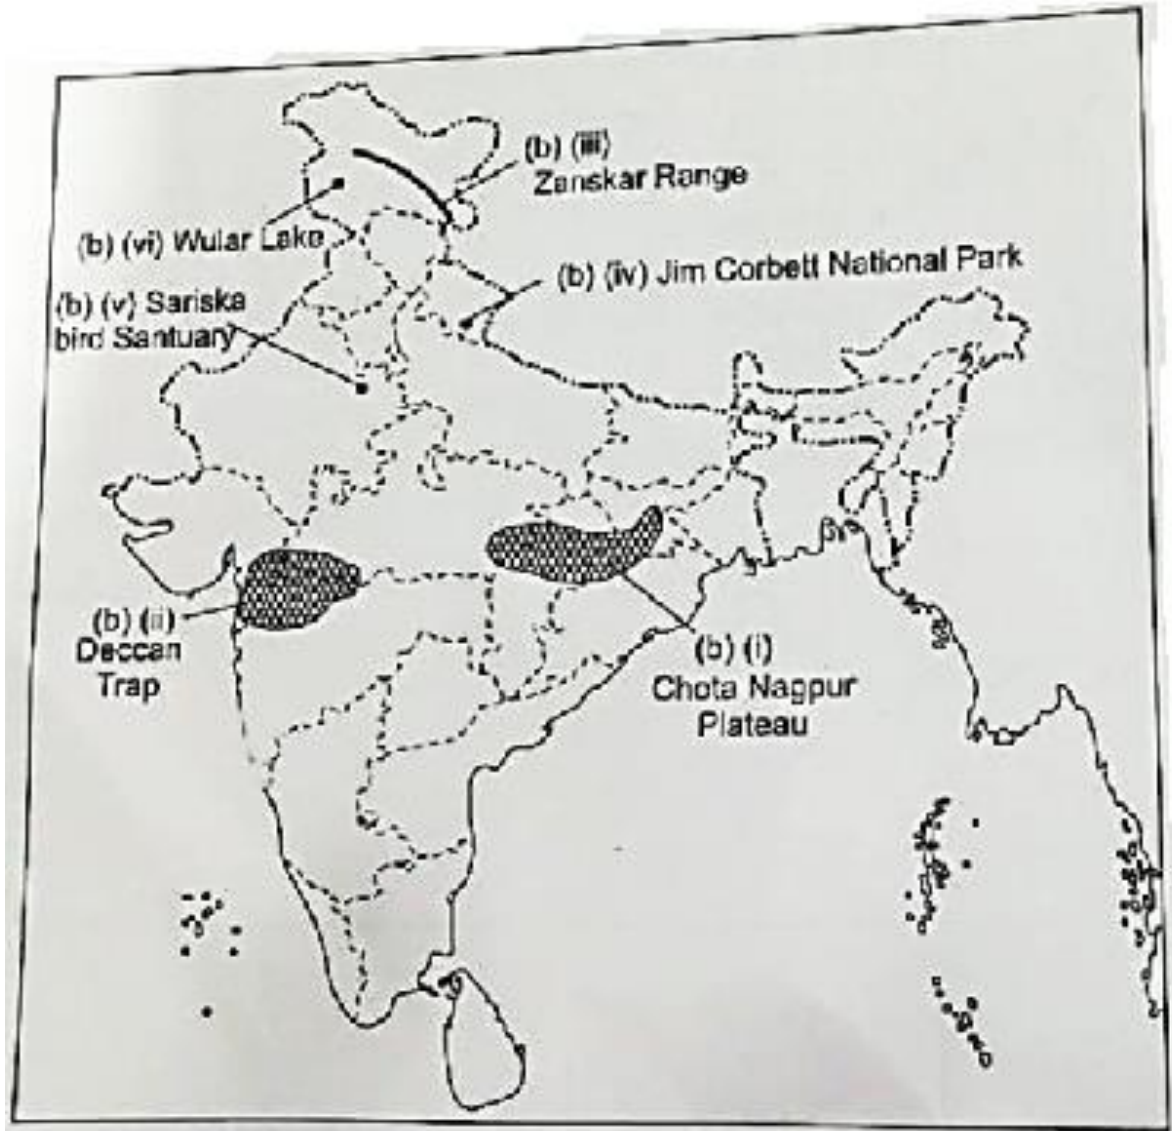 (b) (iii)
Zanskar Range
(b) (vi) Wular Lake
(b) (iv) Jim Corbett National Park
(b) (v) Sariska
bird Santuary
(b) (ii)
Deccan
Trap
(b) (i)
Chota Nagpur
Plateau